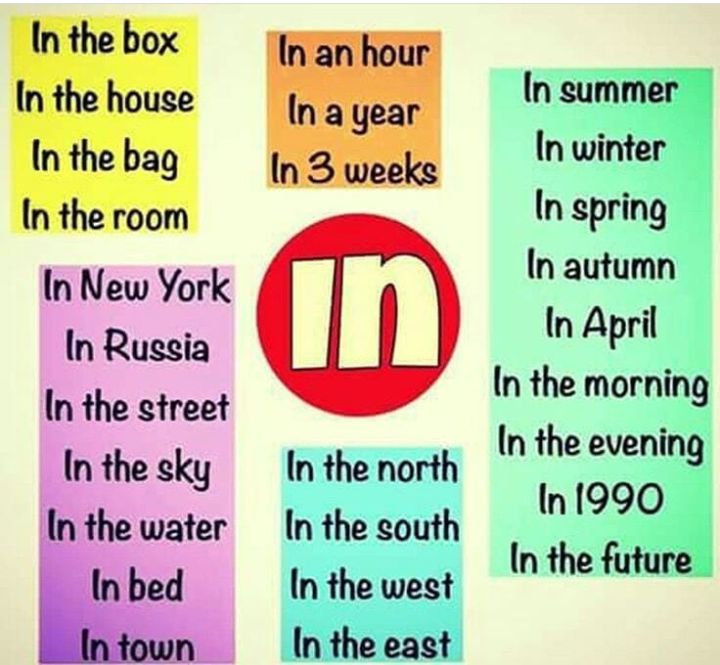 In the box
In the house
In the bag
In the room
In an hour
In a year
In 3 weeks
In summer
In winter
In spring
In autumn
In April
In the morning
In the evening
In 1990
In the future
in
In New York
In Russia
In the street
In the sky
In the water
In bed
In town
In the north
In the south
In the west
In the east